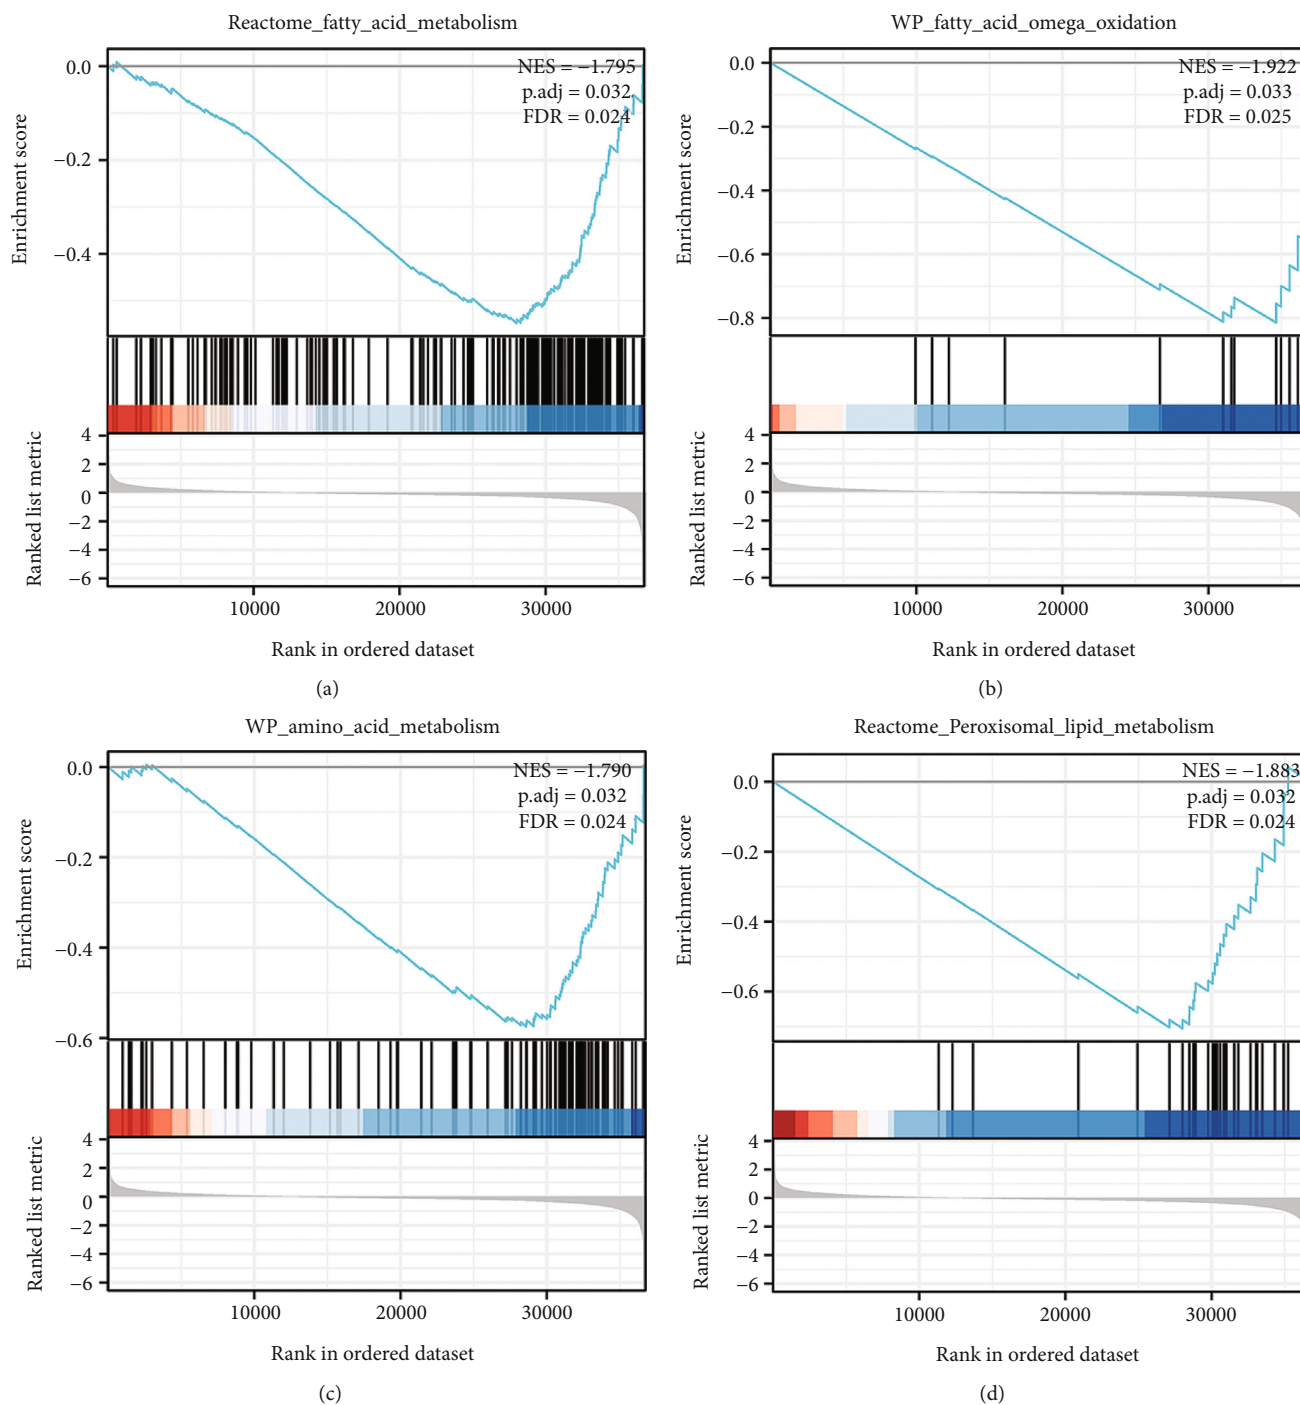 Reactome_fatty_acid_metabolism
NES = −1.795
p.adj = 0.032
FDR = 0.024
Enrichment score
0.0
−0.2
−0.4
Ranked list metric
4
2
0
−2
−4
−6
10000
20000
30000
Rank in ordered dataset
(a)
WP_fatty_acid_omega_oxidation
NES = −1.922
p.adj = 0.033
FDR = 0.025
Enrichment score
0.0
−0.2
−0.4
−0.6
−0.8
Ranked list metric
4
2
0
−2
−4
−6
10000
20000
30000
Rank in ordered dataset
(b)
WP_amino_acid_metabolism
NES = −1.790
p.adj = 0.032
FDR = 0.024
Enrichment score
0.0
−0.2
−0.4
−0.6
Ranked list metric
4
2
0
−2
−4
−6
10000
20000
30000
Rank in ordered dataset
(c)
Reactome_Peroxisomal_lipid_metabolism
NES = −1.883
p.adj = 0.032
FDR = 0.024
Enrichment score
0.0
−0.2
−0.4
−0.6
Ranked list metric
4
2
0
−2
−4
−6
10000
20000
30000
Rank in ordered dataset
(d)